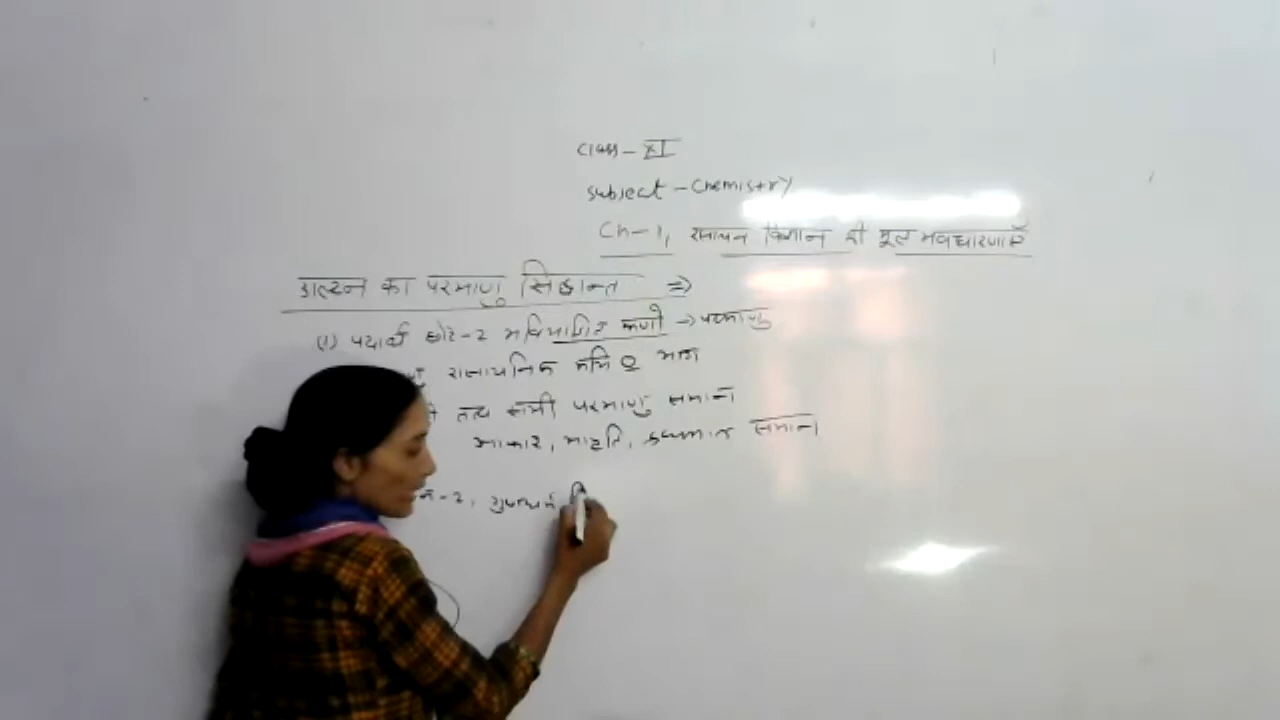 Class - XI
Subject - Chemistry
Ch-1, रसायन विज्ञान की मूल अवधारणाएँ
डाल्टन का परमाणु सिद्धान्त ⇒
(1) पदार्थ छोटे-2 अविभाजित कणों → परमाणु
रासायनिक भाग
तत्व सभी परमाणु समान
आकार, आकृति, द्रव्यमान समान
-2, गुणधर्म